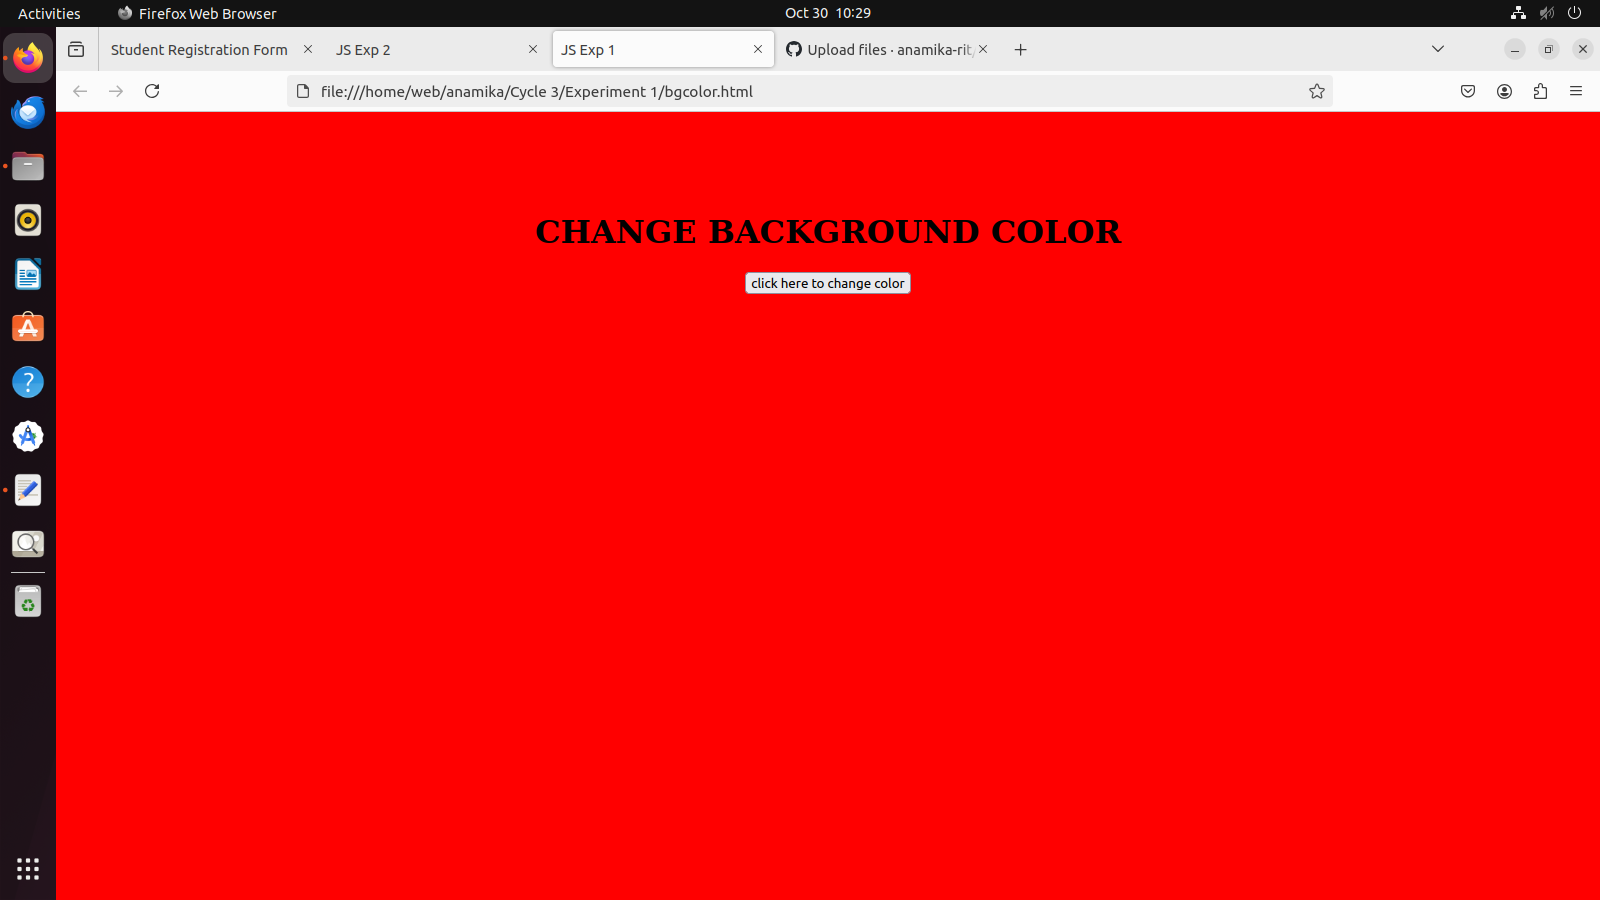 Activities Firefox Web Browser Oct 30 10:29
Student Registration Form JS Exp 2 JS Exp 1 Upload files · anamika-rit/
file:///home/web/anamika/Cycle 3/Experiment 1/bgcolor.html
CHANGE BACKGROUND COLOR
click here to change color